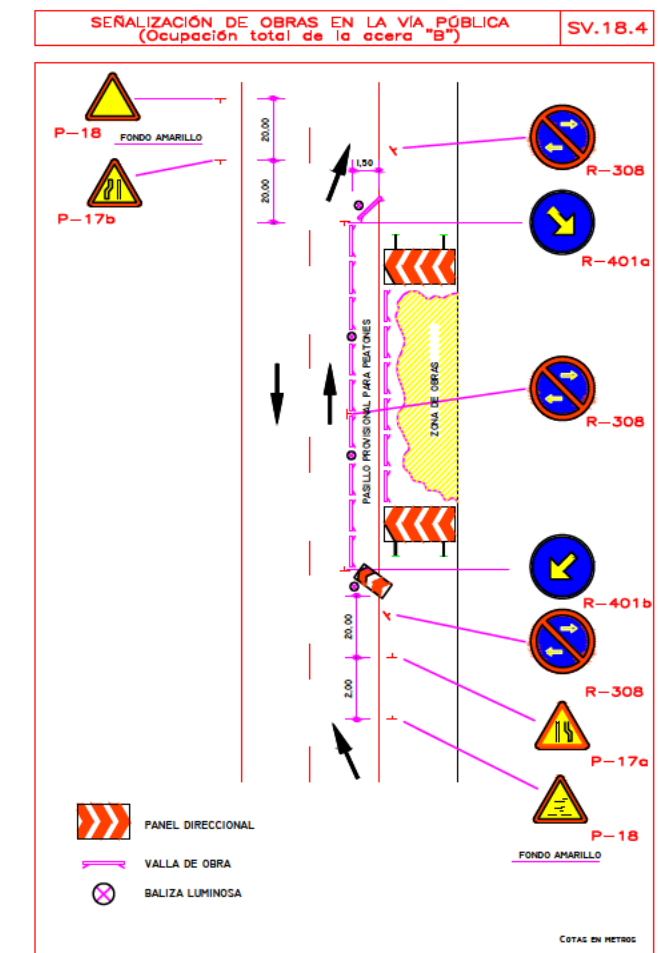 SEÑALIZACIÓN DE OBRAS EN LA VÍA PÚBLICA
(Ocupación total de la acera "B")
SV.18.4
P-18
FONDO AMARILLO
P-17b
20,00
20,00
1,50
R-308
R-401a
PASILLO PROVISIONAL PARA PEATONES
ZONA DE OBRAS
R-308
R-401b
20,00
R-308
2,00
P-17a
P-18
FONDO AMARILLO
PANEL DIRECCIONAL
VALLA DE OBRA
BALIZA LUMINOSA
COTAS EN METROS